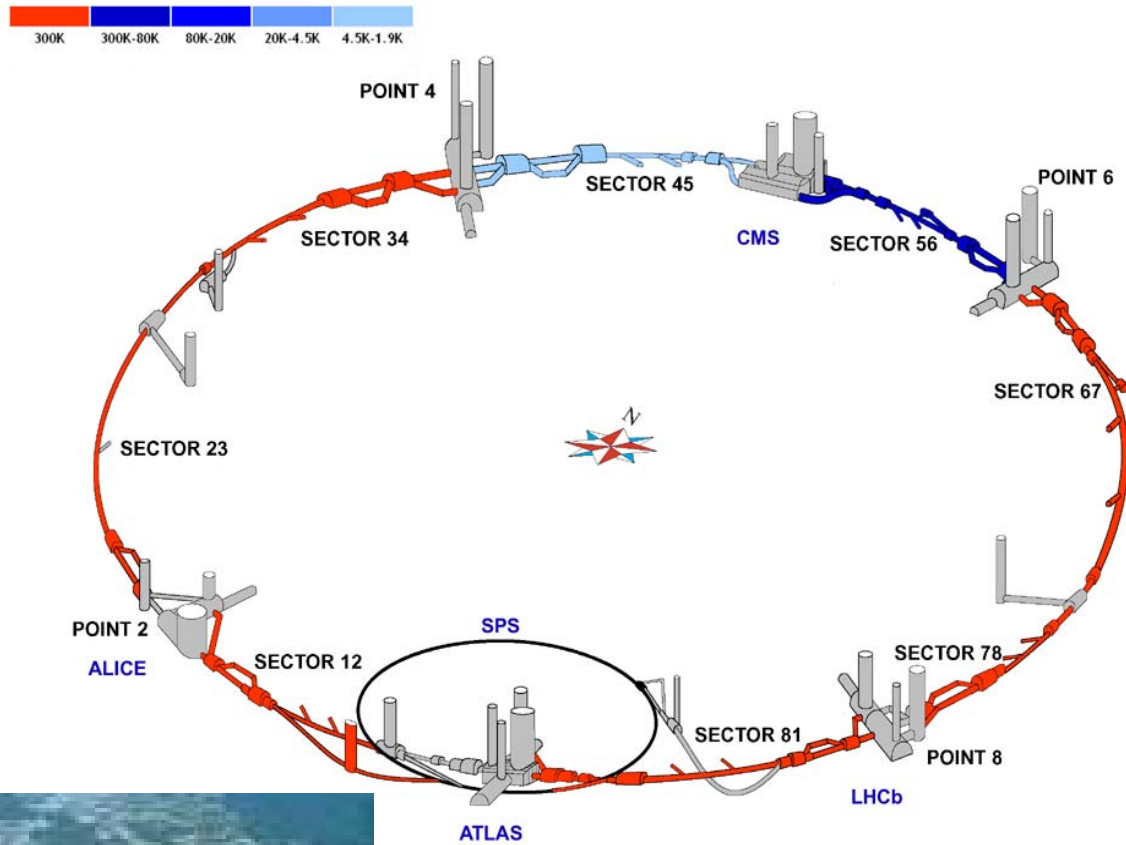 300K 300K-80K 80K-20K 20K-4.5K 4.5K-1.9K
POINT 4
SECTOR 45
POINT 6
SECTOR 34
CMS
SECTOR 56
SECTOR 67
N
SECTOR 23
POINT 2
SPS
ALICE
SECTOR 12
SECTOR 78
SECTOR 81
POINT 8
LHCb
ATLAS